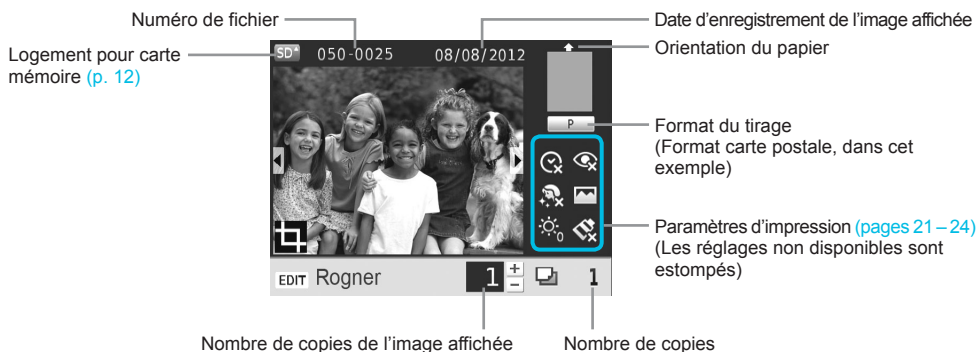 Numéro de fichier
Date d'enregistrement de l'image affichée
Orientation du papier
Logement pour carte
mémoire (p. 12)
SD
050-0025
08/08/2012
P
Format du tirage
(Format carte postale, dans cet
exemple)
Paramètres d'impression (pages 21 – 24)
(Les réglages non disponibles sont
estompés)
0
EDIT Rogner
1
+
−
1
Nombre de copies de l'image affichée
Nombre de copies